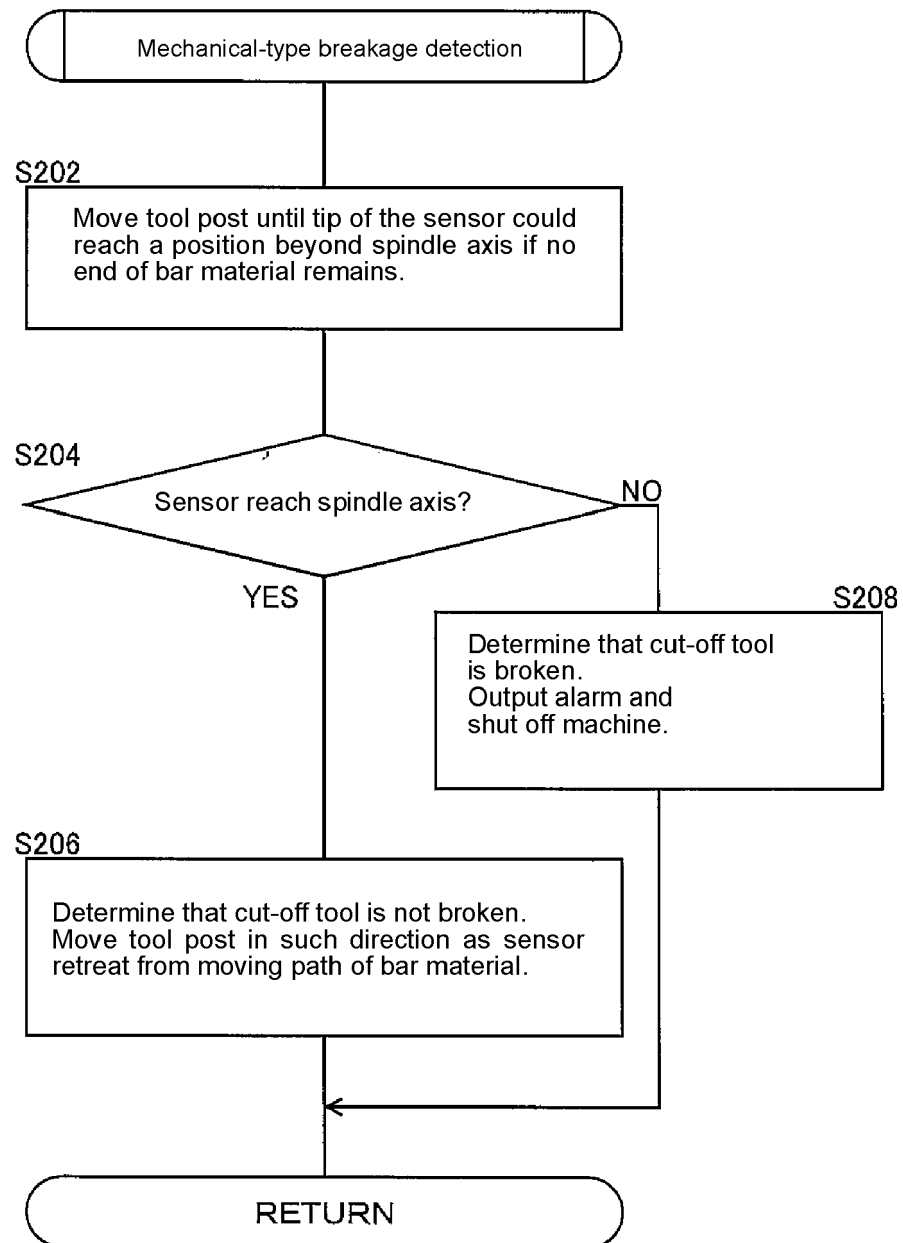 Mechanical-type breakage detection
S202
Move tool post until tip of the sensor could
reach a position beyond spindle axis if no
end of bar material remains.
S204
Sensor reach spindle axis?
NO
YES
S208
Determine that cut-off tool
is broken.
Output alarm and
shut off machine.
S206
Determine that cut-off tool is not broken.
Move tool post in such direction as sensor
retreat from moving path of bar material.
RETURN